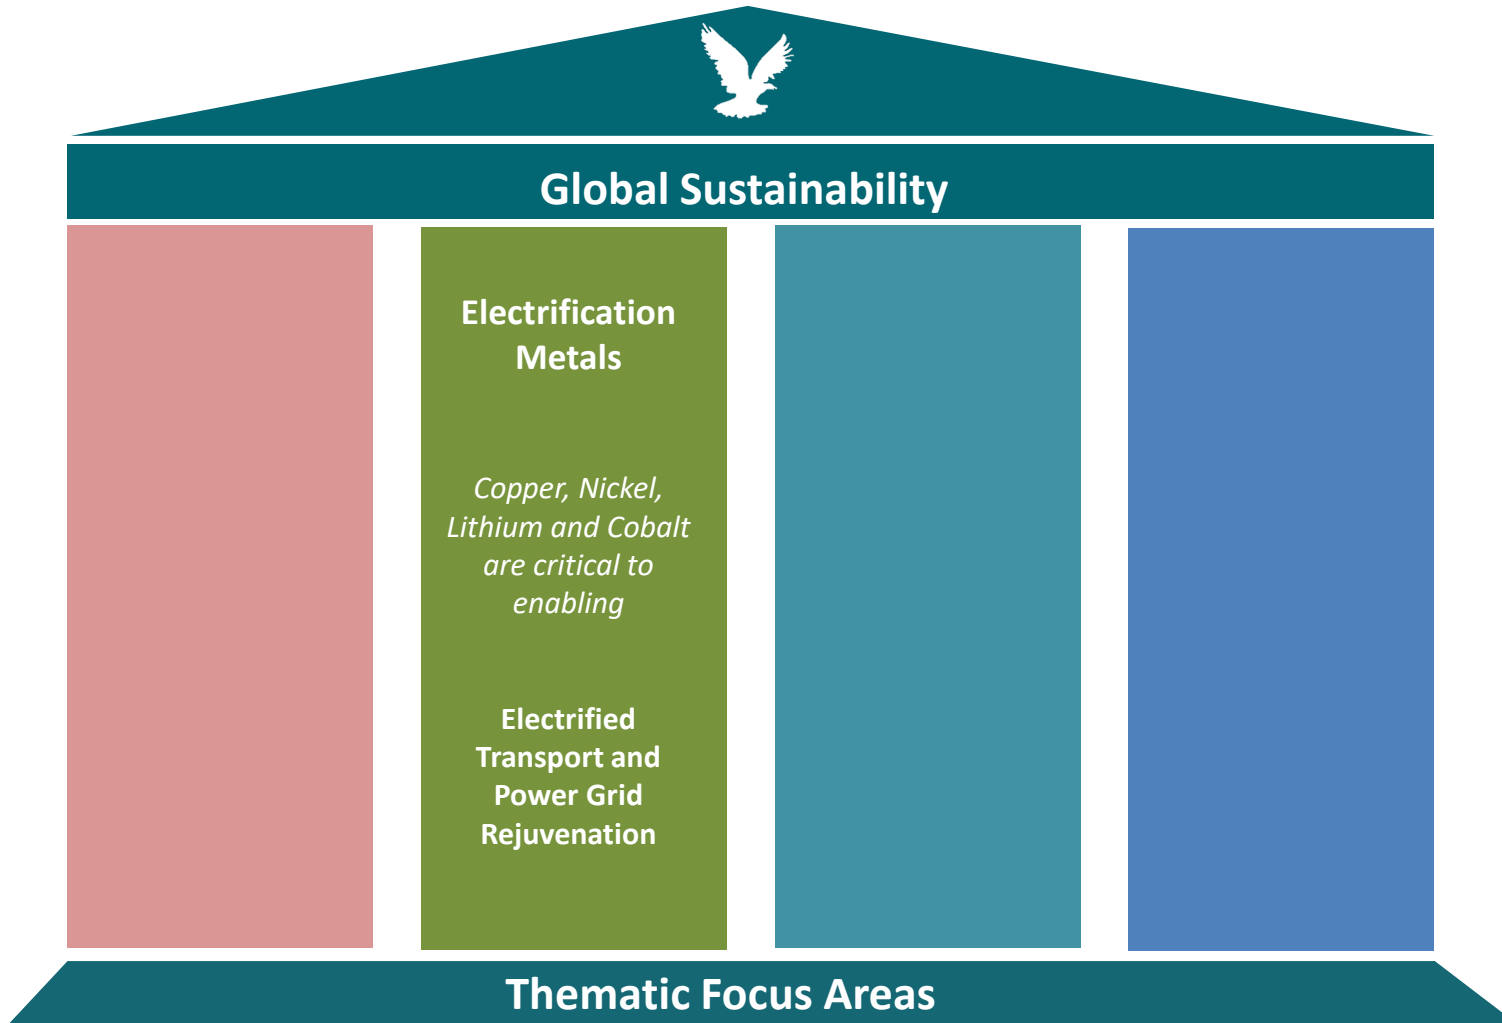 Global Sustainability
Electrification
Metals
Copper, Nickel,
Lithium and Cobalt
are critical to
enabling
Electrified
Transport and
Power Grid
Rejuvenation
Thematic Focus Areas